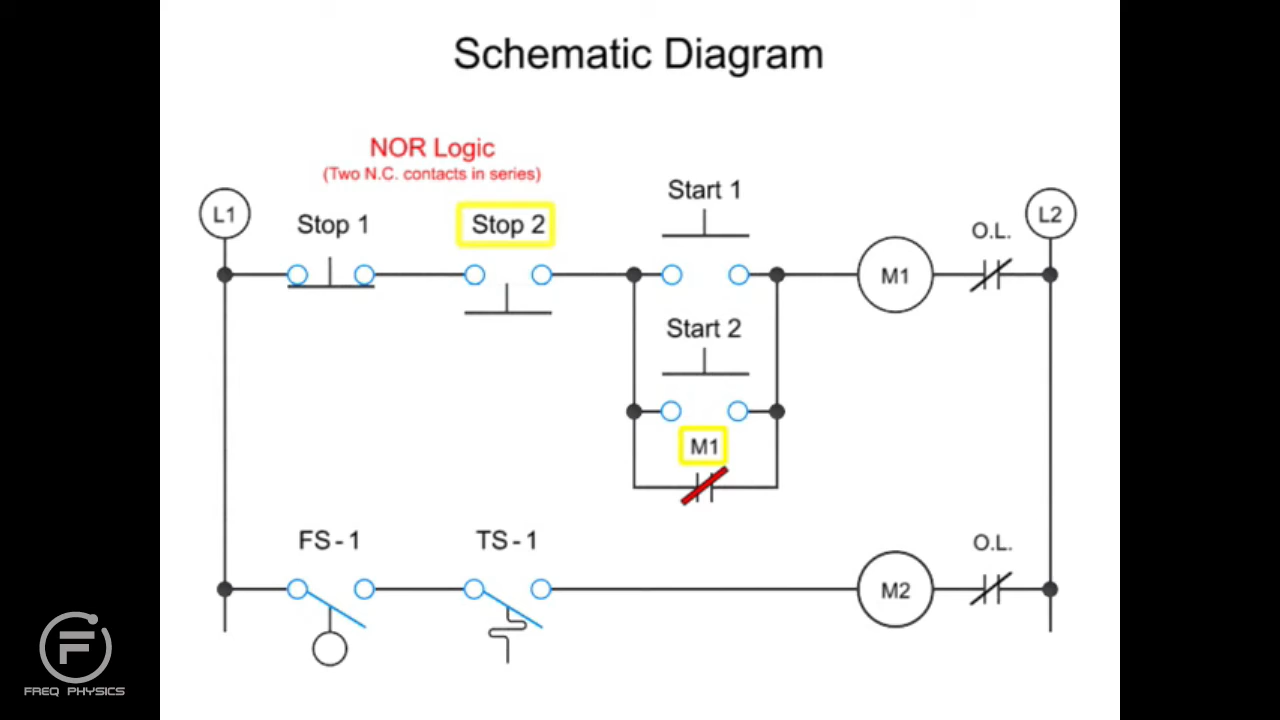 Schematic Diagram
NOR Logic
(Two N.C. contacts in series)
L1
Stop 1
Stop 2
Start 1
L2
O.L.
M1
Start 2
M1
FS - 1
TS - 1
O.L.
M2
F
FREQ PHYSICS